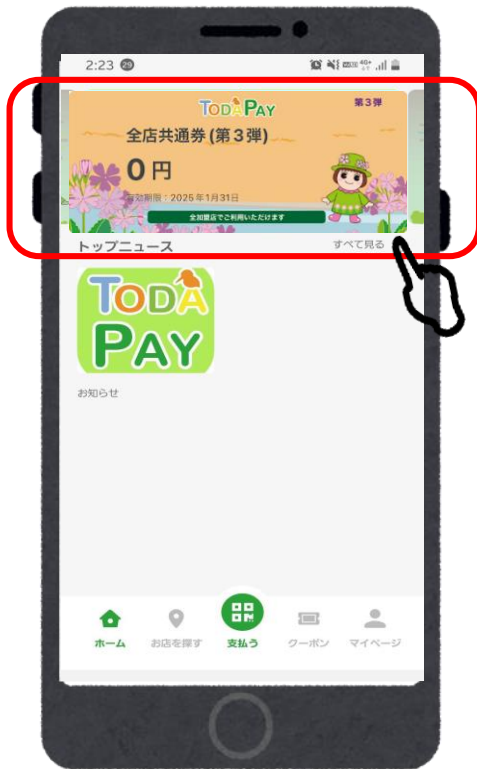 2:23 29
4G+
TODA PAY
第3弾
全店共通券 (第3弾)
0 円
有効期限:2025年1月31日
全加盟店でご利用いただけます
トップニュース すべて見る
TODA
PAY
お知らせ
ホーム お店を探す 支払う クーポン マイページ